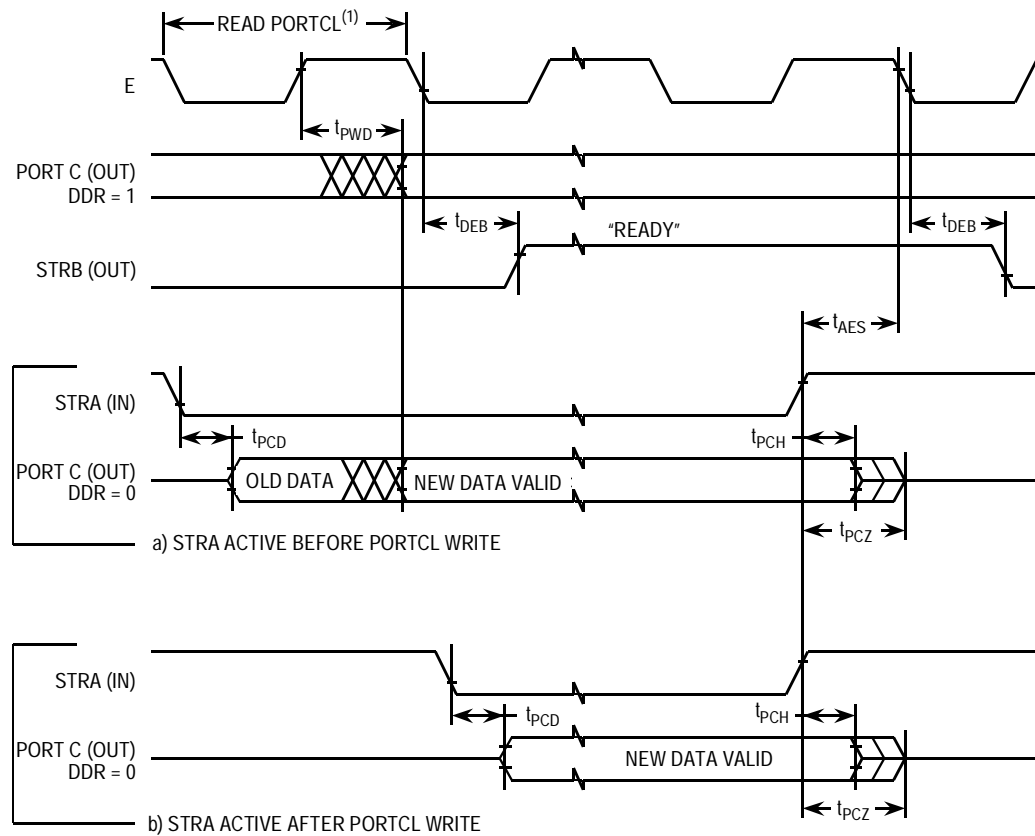 READ PORTCL(1)
E
tPWD
PORT C (OUT)
DDR = 1
tDEB
"READY"
tDEB
STRB (OUT)
tAES
STRA (IN)
tPCD
tPCH
PORT C (OUT)
DDR = 0
OLD DATA
NEW DATA VALID
tPCZ
a) STRA ACTIVE BEFORE PORTCL WRITE
STRA (IN)
tPCD
tPCH
PORT C (OUT)
DDR = 0
NEW DATA VALID
tPCZ
b) STRA ACTIVE AFTER PORTCL WRITE